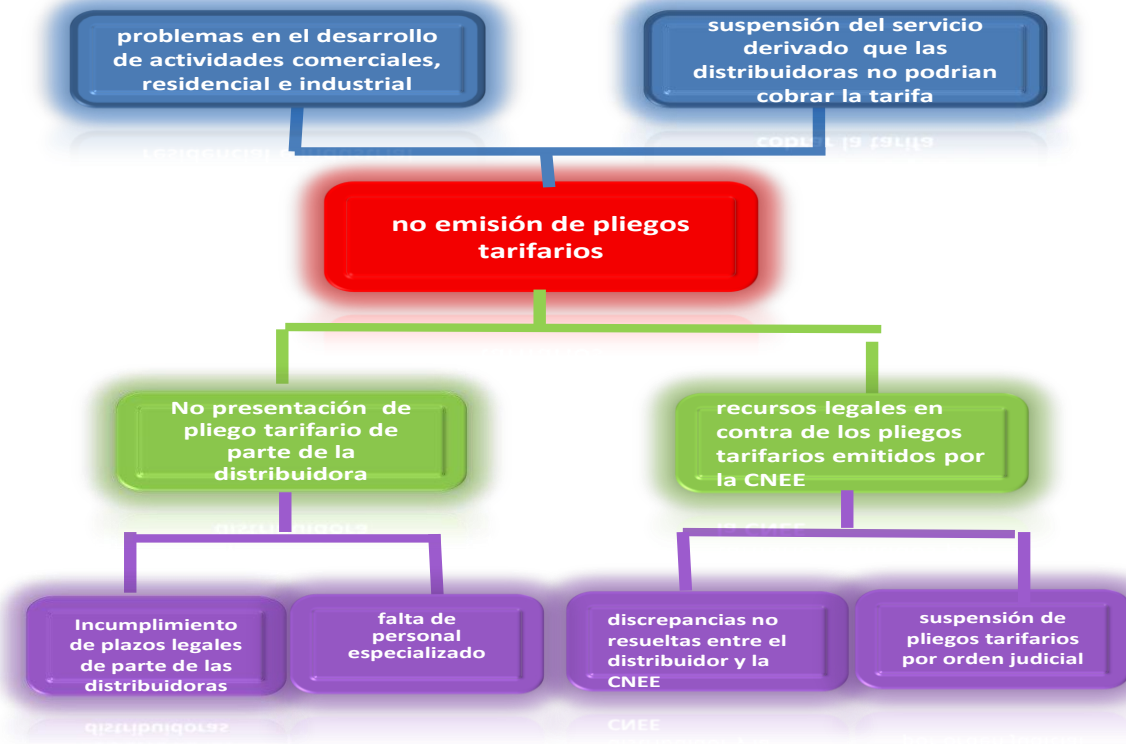 problemas en el desarrollo
de actividades comerciales,
residencial e industrial
suspensión del servicio
derivado que las
distribuidoras no podrian
cobrar la tarifa
no emisión de pliegos
tarifarios
No presentación de
pliego tarifario de
parte de la
distribuidora
recursos legales en
contra de los pliegos
tarifarios emitidos por
la CNEE
Incumplimiento
de plazos legales
de parte de las
distribuidoras
falta de
personal
especializado
discrepancias no
resueltas entre el
distribuidor y la
CNEE
suspensión de
pliegos tarifarios
por orden judicial